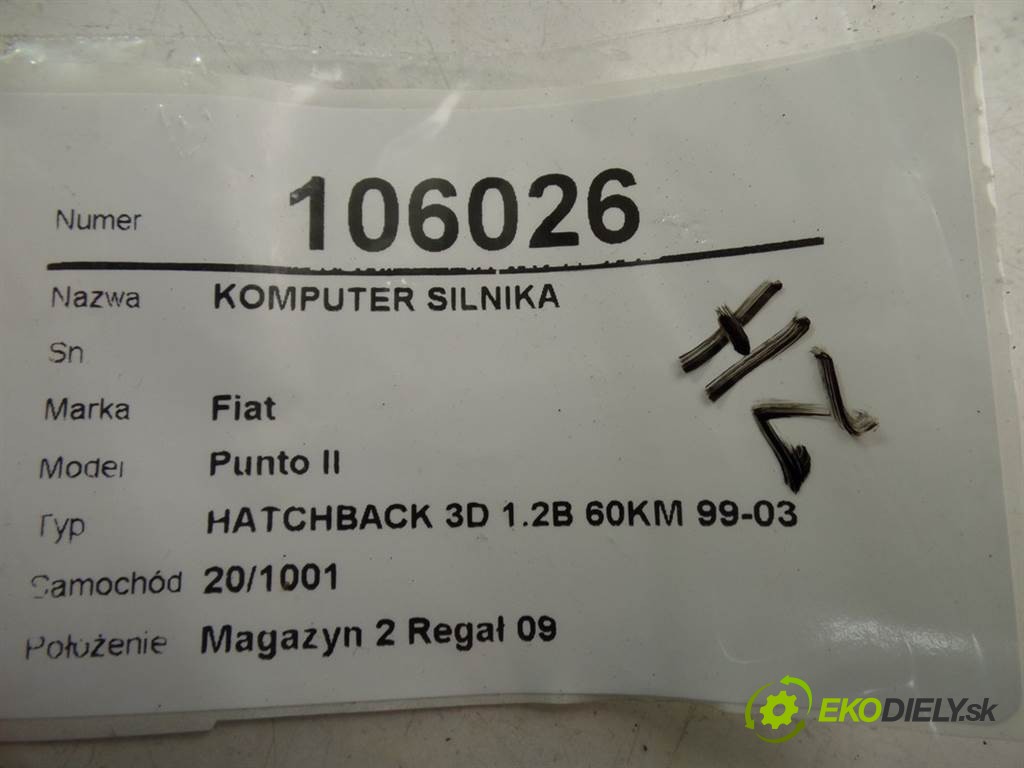 Numer 106026
Nazwa KOMPUTER SILNIKA
Sn
Marka Fiat
Model Punto II
Typ HATCHBACK 3D 1.2B 60KM 99-03
Samochód 20/1001
Położenie Magazyn 2 Regał 09
EKODIELY.sk